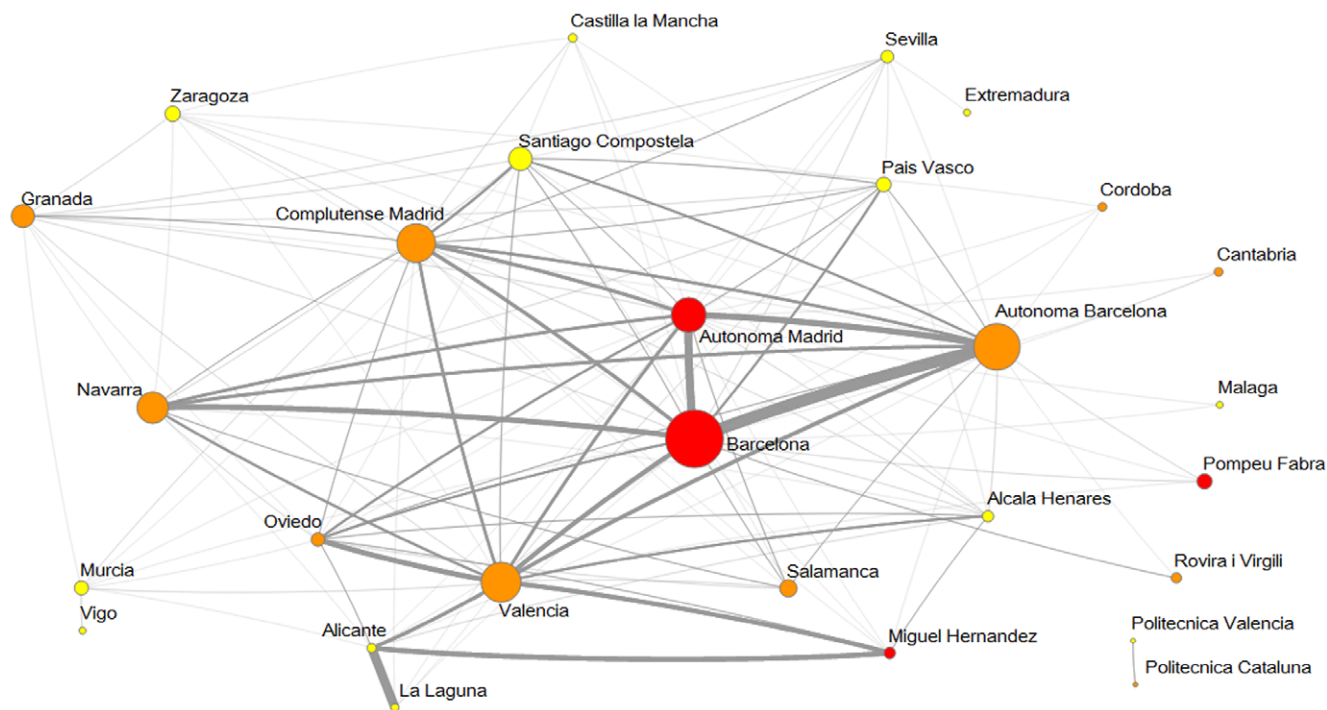 Castilla la Mancha
Sevilla
Zaragoza
Extremadura
Santiago Compostela
Pais Vasco
Granada
Cordoba
Complutense Madrid
Cantabria
Autonoma Barcelona
Autonoma Madrid
Navarra
Malaga
Barcelona
Pompeu Fabra
Alcala Henares
Oviedo
Rovira i Virgili
Murcia
Salamanca
Vigo
Valencia
Politecnica Valencia
Alicante
Miguel Hernandez
Politecnica Cataluna
La Laguna